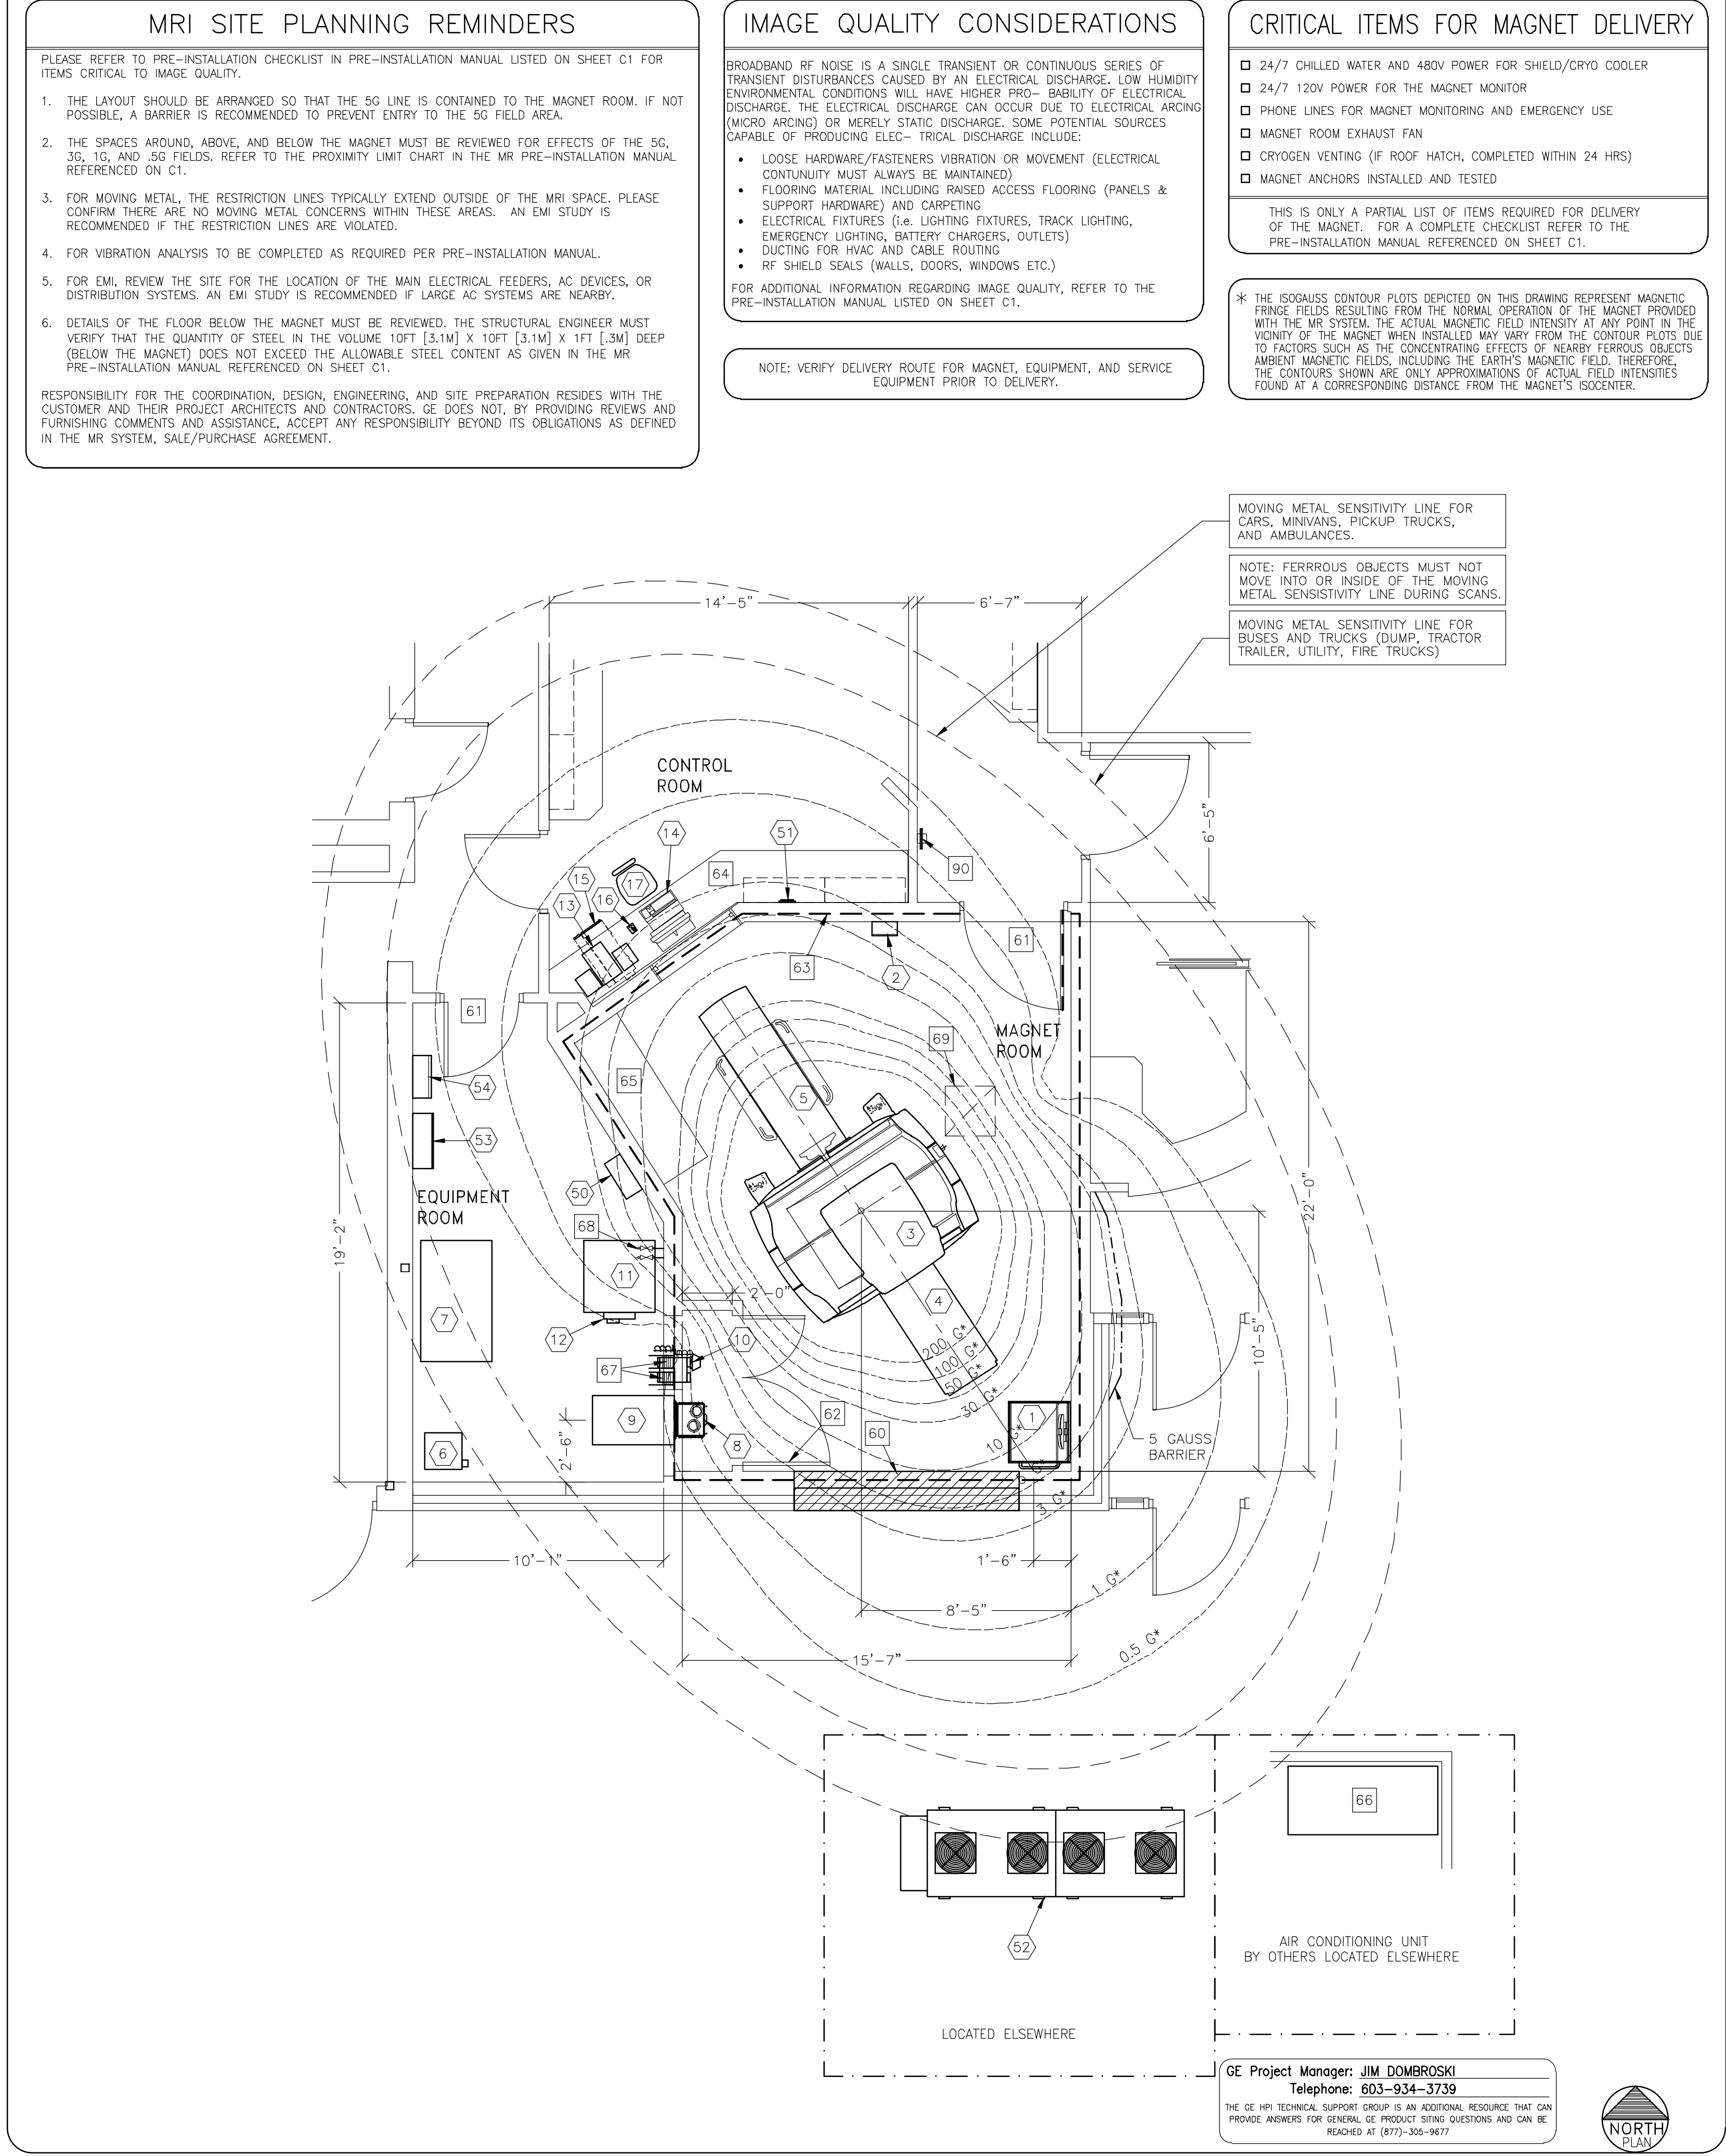 MRI SITE PLANNING REMINDERS
PLEASE REFER TO PRE-INSTALLATION CHECKLIST IN PRE-INSTALLATION MANUAL LISTED ON SHEET C1 FOR
ITEMS CRITICAL TO IMAGE QUALITY.
1. THE LAYOUT SHOULD BE ARRANGED SO THAT THE 5G LINE IS CONTAINED TO THE MAGNET ROOM. IF NOT
POSSIBLE, A BARRIER IS RECOMMENDED TO PREVENT ENTRY TO THE 5G FIELD AREA.
2. THE SPACES AROUND, ABOVE, AND BELOW THE MAGNET MUST BE REVIEWED FOR EFFECTS OF THE 5G,
3G, 1G, AND .5G FIELDS. REFER TO THE PROXIMITY LIMIT CHART IN THE MR PRE-INSTALLATION MANUAL
REFERENCED ON C1.
3. FOR MOVING METAL, THE RESTRICTION LINES TYPICALLY EXTEND OUTSIDE OF THE MRI SPACE. PLEASE
CONFIRM THERE ARE NO MOVING METAL CONCERNS WITHIN THESE AREAS. AN EMI STUDY IS
RECOMMENDED IF THE RESTRICTION LINES ARE VIOLATED.
4. FOR VIBRATION ANALYSIS TO BE COMPLETED AS REQUIRED PER PRE-INSTALLATION MANUAL.
5. FOR EMI, REVIEW THE SITE FOR THE LOCATION OF THE MAIN ELECTRICAL FEEDERS, AC DEVICES, OR
DISTRIBUTION SYSTEMS. AN EMI STUDY IS RECOMMENDED IF LARGE AC SYSTEMS ARE NEARBY.
6. DETAILS OF THE FLOOR BELOW THE MAGNET MUST BE REVIEWED. THE STRUCTURAL ENGINEER MUST
VERIFY THAT THE QUANTITY OF STEEL IN THE VOLUME 10FT [3.1M] X 10FT [3.1M] X 1FT [.3M] DEEP
(BELOW THE MAGNET) DOES NOT EXCEED THE ALLOWABLE STEEL CONTENT AS GIVEN IN THE MR
PRE-INSTALLATION MANUAL REFERENCED ON SHEET C1.
RESPONSIBILITY FOR THE COORDINATION, DESIGN, ENGINEERING, AND SITE PREPARATION RESIDES WITH THE
CUSTOMER AND THEIR PROJECT ARCHITECTS AND CONTRACTORS. GE DOES NOT, BY PROVIDING REVIEWS AND
FURNISHING COMMENTS AND ASSISTANCE, ACCEPT ANY RESPONSIBILITY BEYOND ITS OBLIGATIONS AS DEFINED
IN THE MR SYSTEM, SALE/PURCHASE AGREEMENT.
IMAGE QUALITY CONSIDERATIONS
BROADBAND RF NOISE IS A SINGLE TRANSIENT OR CONTINUOUS SERIES OF
TRANSIENT DISTURBANCES CAUSED BY AN ELECTRICAL DISCHARGE. LOW HUMIDITY
ENVIRONMENTAL CONDITIONS WILL HAVE HIGHER PRO- BABILITY OF ELECTRICAL
DISCHARGE. THE ELECTRICAL DISCHARGE CAN OCCUR DUE TO ELECTRICAL ARCING
(MICRO ARCING) OR MERELY STATIC DISCHARGE. SOME POTENTIAL SOURCES
CAPABLE OF PRODUCING ELEC- TRICAL DISCHARGE INCLUDE:
• LOOSE HARDWARE/FASTENERS VIBRATION OR MOVEMENT (ELECTRICAL
CONTUNUITY MUST ALWAYS BE MAINTAINED)
• FLOORING MATERIAL INCLUDING RAISED ACCESS FLOORING (PANELS &
SUPPORT HARDWARE) AND CARPETING
• ELECTRICAL FIXTURES (i.e. LIGHTING FIXTURES, TRACK LIGHTING,
EMERGENCY LIGHTING, BATTERY CHARGERS, OUTLETS)
• DUCTING FOR HVAC AND CABLE ROUTING
• RF SHIELD SEALS (WALLS, DOORS, WINDOWS ETC.)
FOR ADDITIONAL INFORMATION REGARDING IMAGE QUALITY, REFER TO THE
PRE-INSTALLATION MANUAL LISTED ON SHEET C1.
NOTE: VERIFY DELIVERY ROUTE FOR MAGNET, EQUIPMENT, AND SERVICE
EQUIPMENT PRIOR TO DELIVERY.
CRITICAL ITEMS FOR MAGNET DELIVERY
24/7 CHILLED WATER AND 480V POWER FOR SHIELD/CRYO COOLER
24/7 120V POWER FOR THE MAGNET MONITOR
PHONE LINES FOR MAGNET MONITORING AND EMERGENCY USE
MAGNET ROOM EXHAUST FAN
CRYOGEN VENTING (IF ROOF HATCH, COMPLETED WITHIN 24 HRS)
MAGNET ANCHORS INSTALLED AND TESTED
THIS IS ONLY A PARTIAL LIST OF ITEMS REQUIRED FOR DELIVERY
OF THE MAGNET. FOR A COMPLETE CHECKLIST REFER TO THE
PRE-INSTALLATION MANUAL REFERENCED ON SHEET C1.
* THE ISOGAUSS CONTOUR PLOTS DEPICTED ON THIS DRAWING REPRESENT MAGNETIC
FRINGE FIELDS RESULTING FROM THE NORMAL OPERATION OF THE MAGNET PROVIDED
WITH THE MR SYSTEM. THE ACTUAL MAGNETIC FIELD INTENSITY AT ANY POINT IN THE
VICINITY OF THE MAGNET WHEN INSTALLED MAY VARY FROM THE CONTOUR PLOTS DUE
TO FACTORS SUCH AS THE CONCENTRATING EFFECTS OF NEARBY FERROUS OBJECTS
AMBIENT MAGNETIC FIELDS, INCLUDING THE EARTH'S MAGNETIC FIELD. THEREFORE,
THE CONTOURS SHOWN ARE ONLY APPROXIMATIONS OF ACTUAL FIELD INTENSITIES
FOUND AT A CORRESPONDING DISTANCE FROM THE MAGNET'S ISOCENTER.
MOVING METAL SENSITIVITY LINE FOR
CARS, MINIVANS, PICKUP TRUCKS,
AND AMBULANCES.
NOTE: FERRROUS OBJECTS MUST NOT
MOVE INTO OR INSIDE OF THE MOVING
METAL SENSISTIVITY LINE DURING SCANS.
MOVING METAL SENSITIVITY LINE FOR
BUSES AND TRUCKS (DUMP, TRACTOR
TRAILER, UTILITY, FIRE TRUCKS)
14'-5"
6'-7"
CONTROL
ROOM
6'-5"
14
51
90
64
17
15
16
13
61
63
2
61
MAGNET
ROOM
69
54
65
5
53
50
EQUIPMENT
ROOM
68
3
22'-0"
19'-2"
11
7
2'-0"
4
12
10
67
10'-5"
200 G*
100 G*
50 G*
30 G*
10 G*
9
8
62
60
1
5 GAUSS
BARRIER
6
2'-6"
3 G*
10'-1"
1'-6"
1 G*
8'-5"
0.5 G*
15'-7"
66
52
AIR CONDITIONING UNIT
BY OTHERS LOCATED ELSEWHERE
LOCATED ELSEWHERE
GE Project Manager: JIM DOMBROSKI
Telephone: 603-934-3739
THE GE HPI TECHNICAL SUPPORT GROUP IS AN ADDITIONAL RESOURCE THAT CAN
PROVIDE ANSWERS FOR GENERAL GE PRODUCT SITING QUESTIONS AND CAN BE
REACHED AT (877)-305-9677
NORTH
PLAN